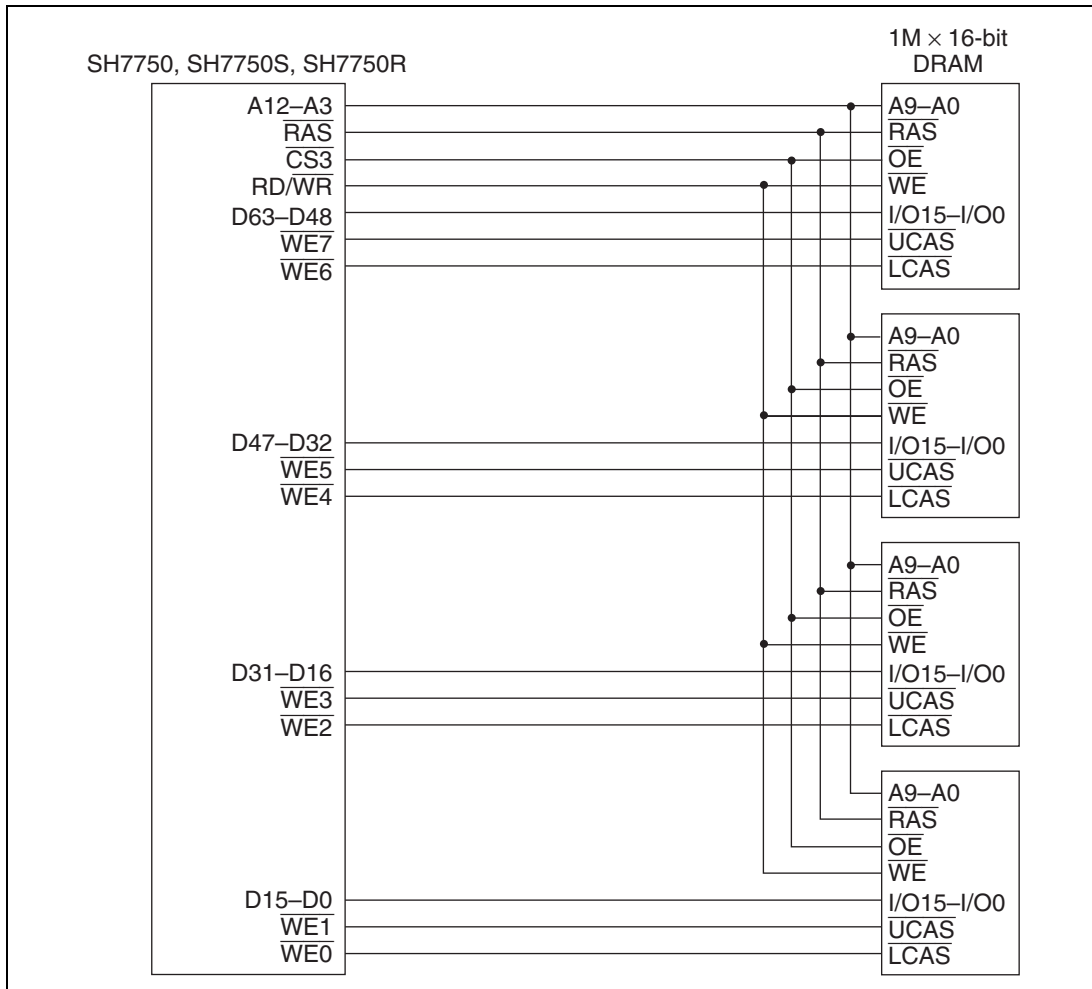 SH7750, SH7750S, SH7750R
1M × 16-bit
DRAM
A12–A3
RAS
CS3
RD/WR
D63–D48
WE7
WE6
A9–A0
RAS
OE
WE
I/O15–I/O0
UCAS
LCAS
D47–D32
WE5
WE4
A9–A0
RAS
OE
WE
I/O15–I/O0
UCAS
LCAS
D31–D16
WE3
WE2
A9–A0
RAS
OE
WE
I/O15–I/O0
UCAS
LCAS
D15–D0
WE1
WE0
A9–A0
RAS
OE
WE
I/O15–I/O0
UCAS
LCAS